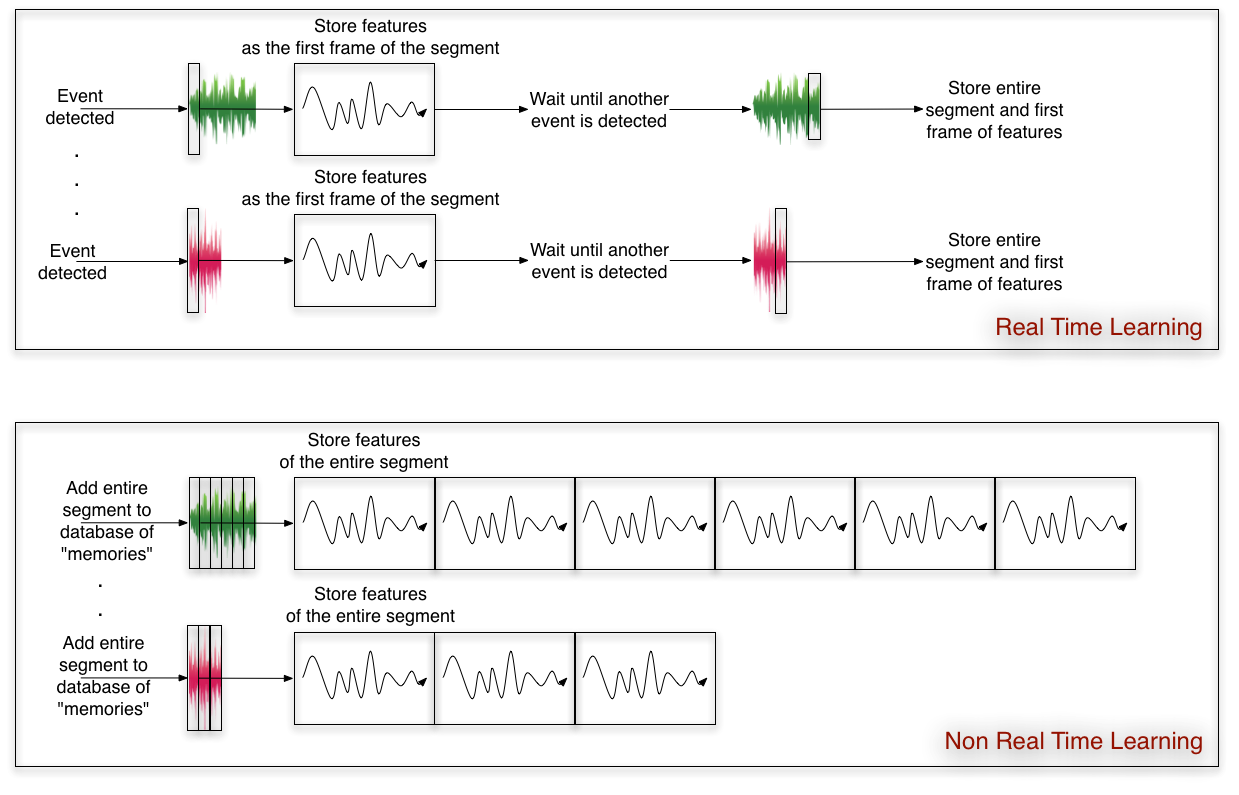 Store features
as the first frame of the segment
Event
detected
Wait until another
event is detected
Store entire
segment and first
frame of features
.
.
.
Store features
as the first frame of the segment
Event
detected
Wait until another
event is detected
Store entire
segment and first
frame of features
Real Time Learning
Store features
of the entire segment
Add entire
segment to
database of
"memories"
.
.
Store features
of the entire segment
Add entire
segment to
database of
"memories"
Non Real Time Learning